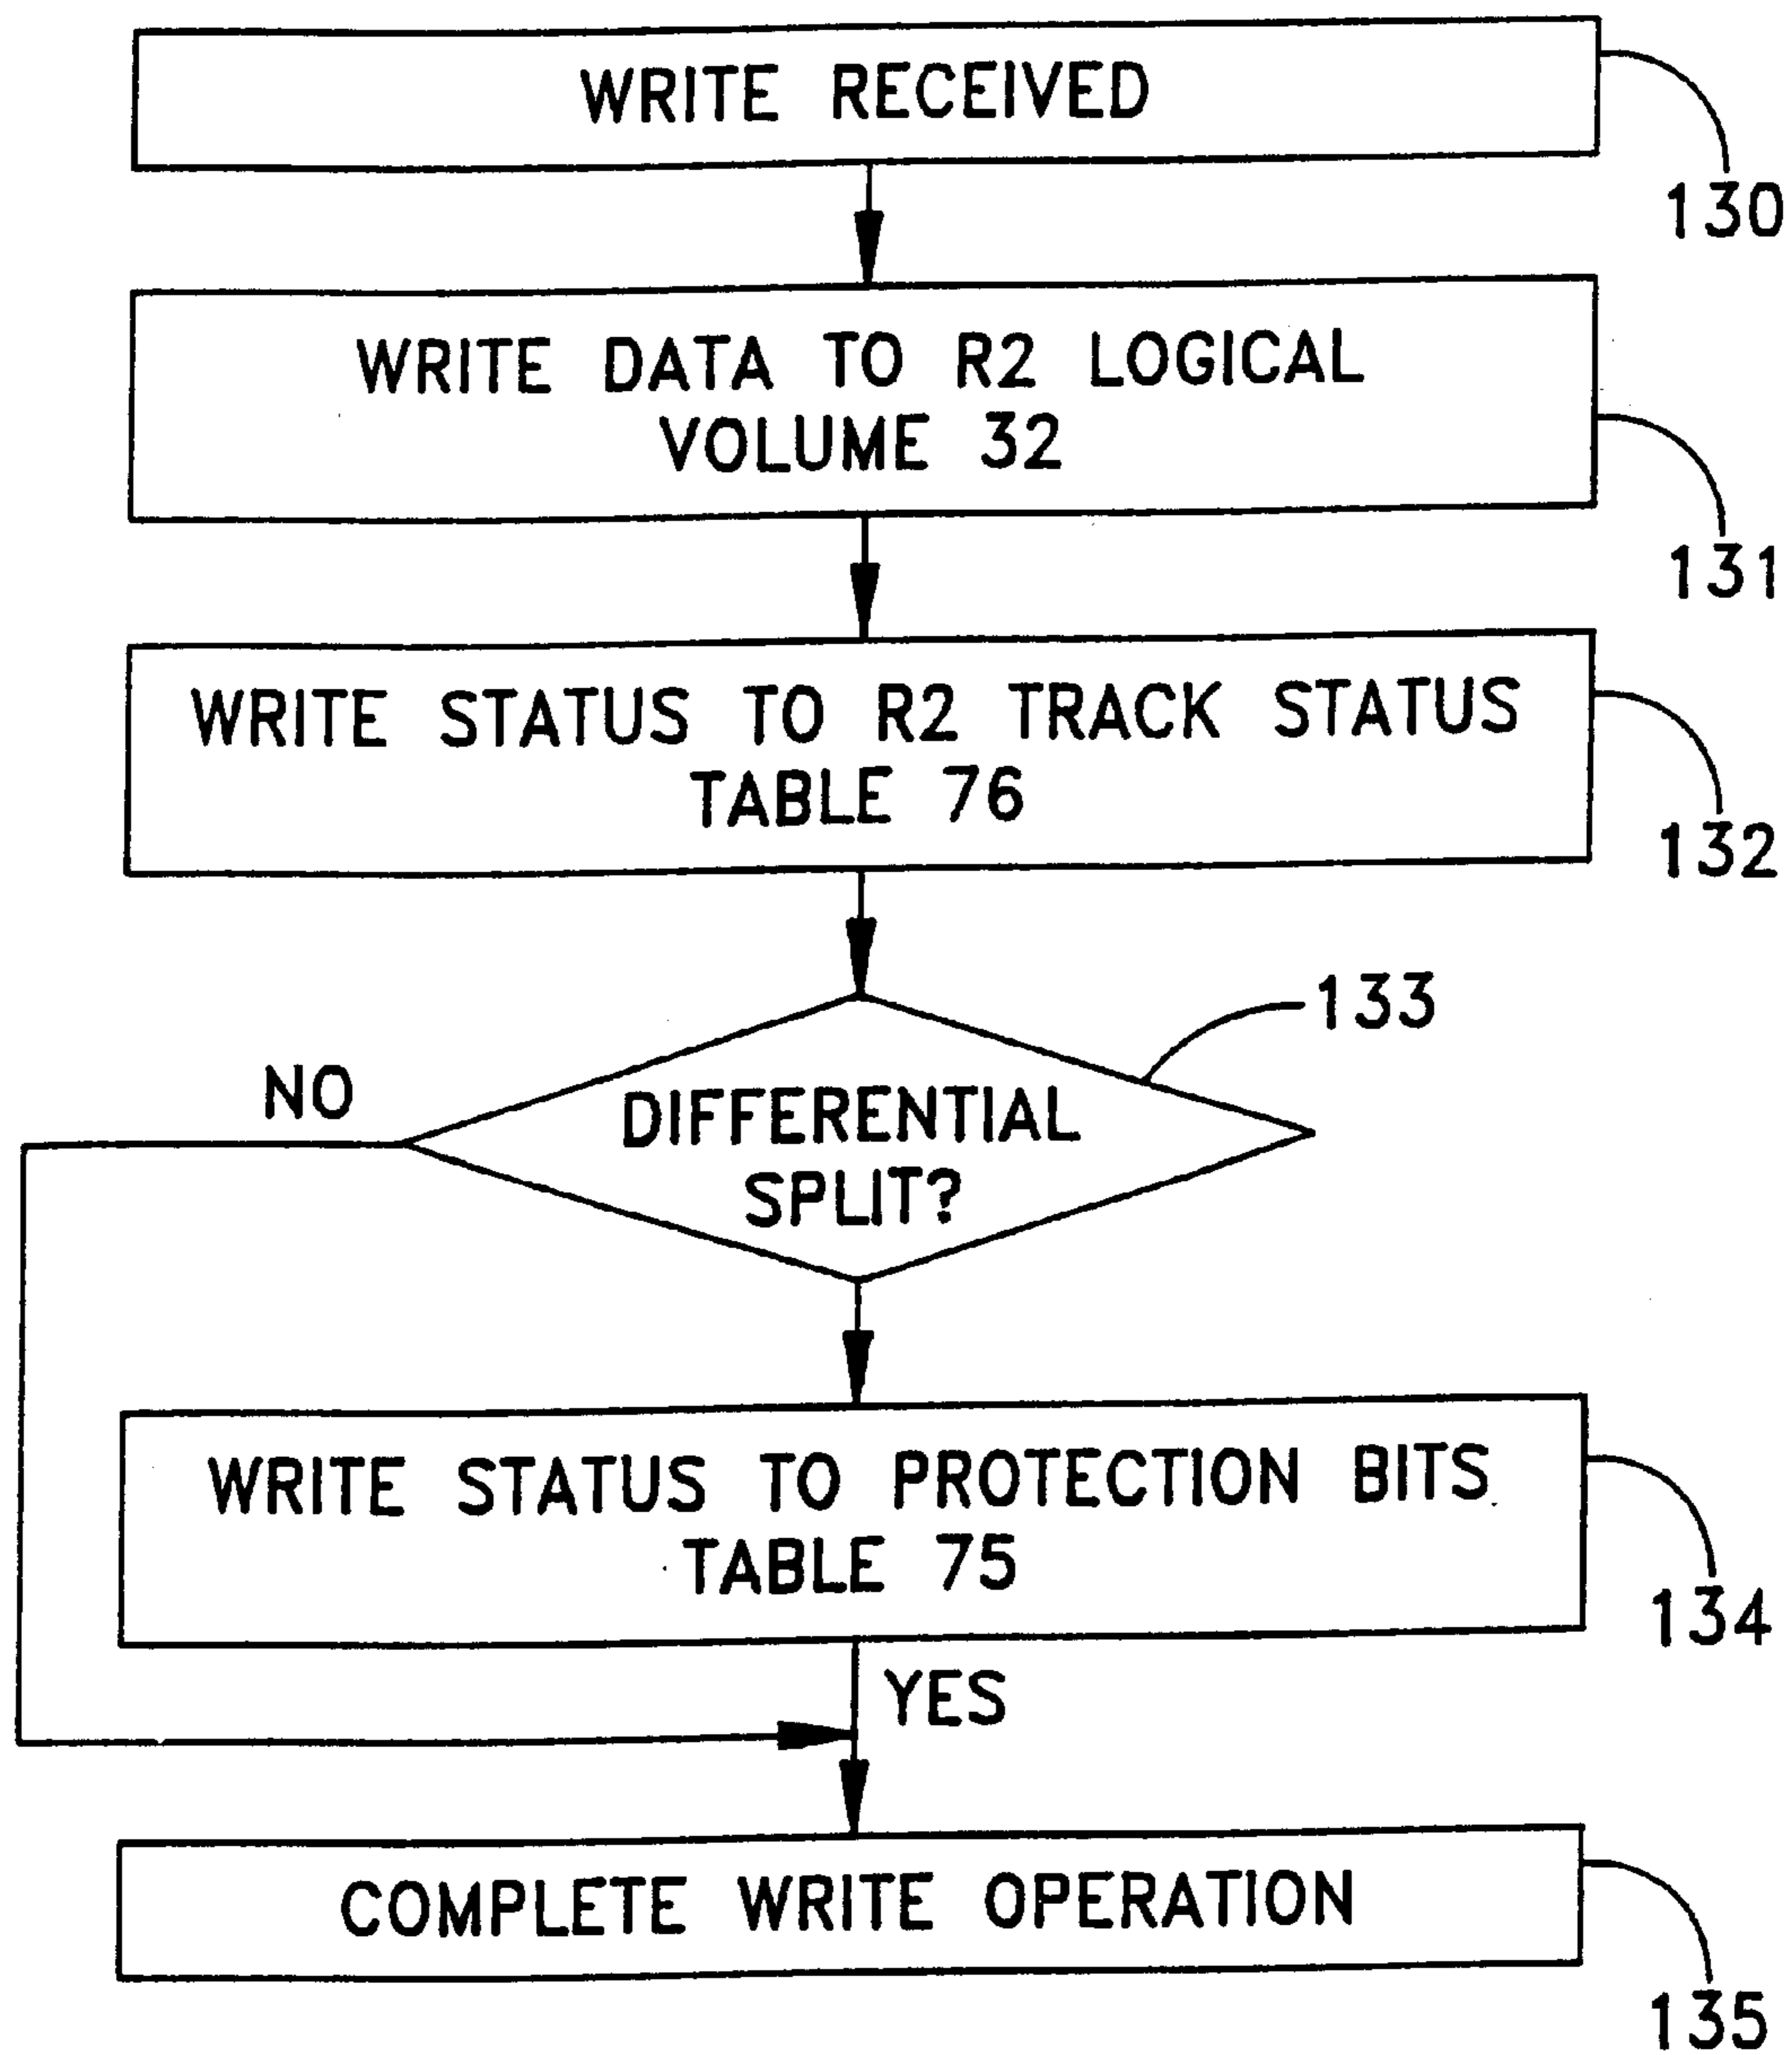 WRITE RECEIVED
130
WRITE DATA TO R2 LOGICAL
VOLUME 32
131
WRITE STATUS TO R2 TRACK STATUS
TABLE 76
132
133
NO
DIFFERENTIAL
SPLIT?
WRITE STATUS TO PROTECTION BITS
TABLE 75
134
YES
COMPLETE WRITE OPERATION
135